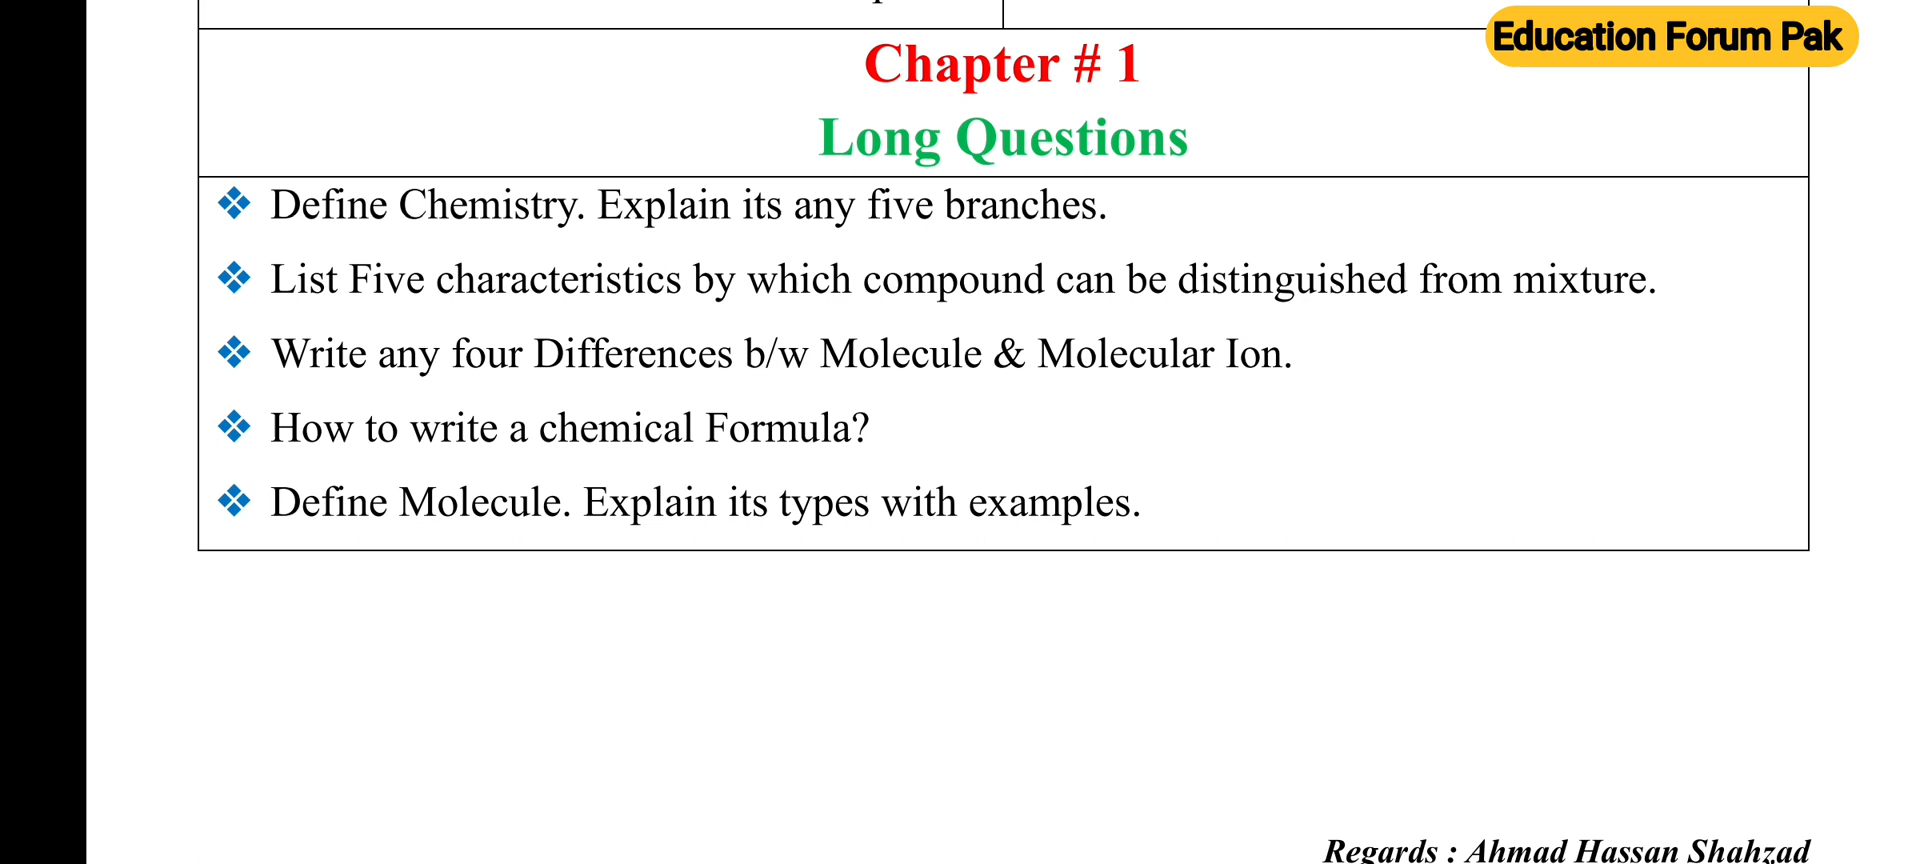 Education Forum Pak
Chapter # 1
Long Questions
❖ Define Chemistry. Explain its any five branches.
❖ List Five characteristics by which compound can be distinguished from mixture.
❖ Write any four Differences b/w Molecule & Molecular Ion.
❖ How to write a chemical Formula?
❖ Define Molecule. Explain its types with examples.
Regards : Ahmad Hassan Shahzad